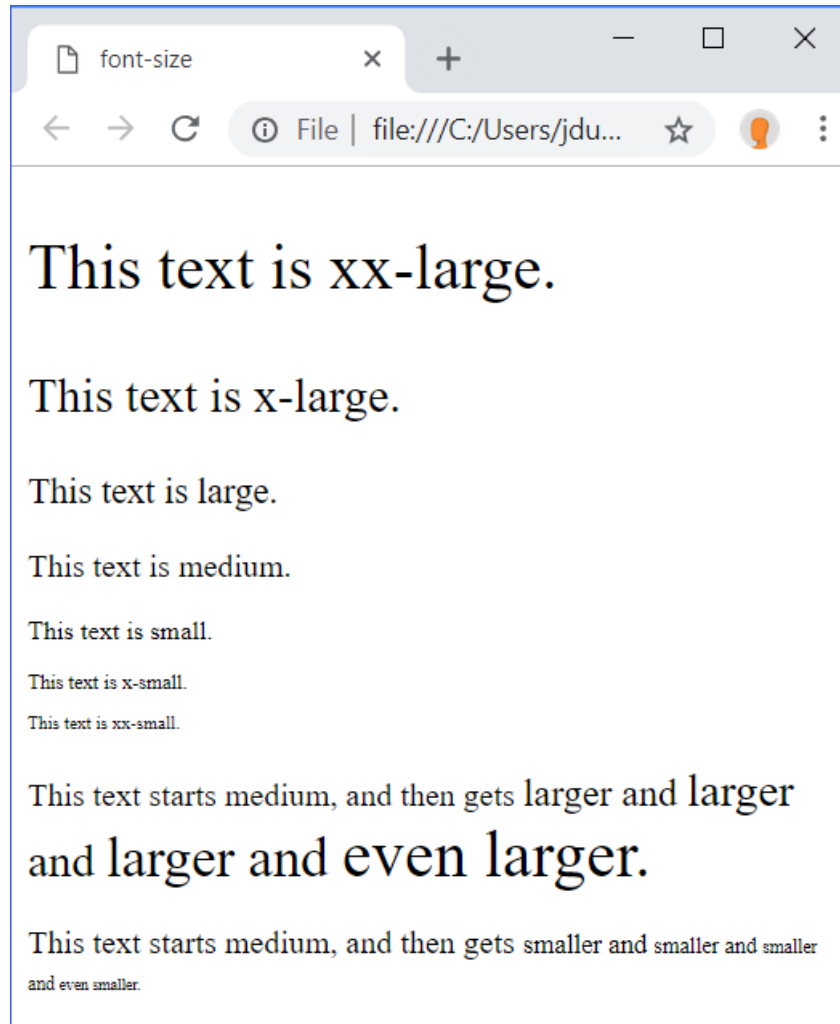 font-size
File | file:///C:/Users/jdu...
This text is xx-large.
This text is x-large.
This text is large.
This text is medium.
This text is small.
This text is x-small.
This text is xx-small.
This text starts medium, and then gets larger and larger
and larger and even larger.
This text starts medium, and then gets smaller and smaller and smaller
and even smaller.